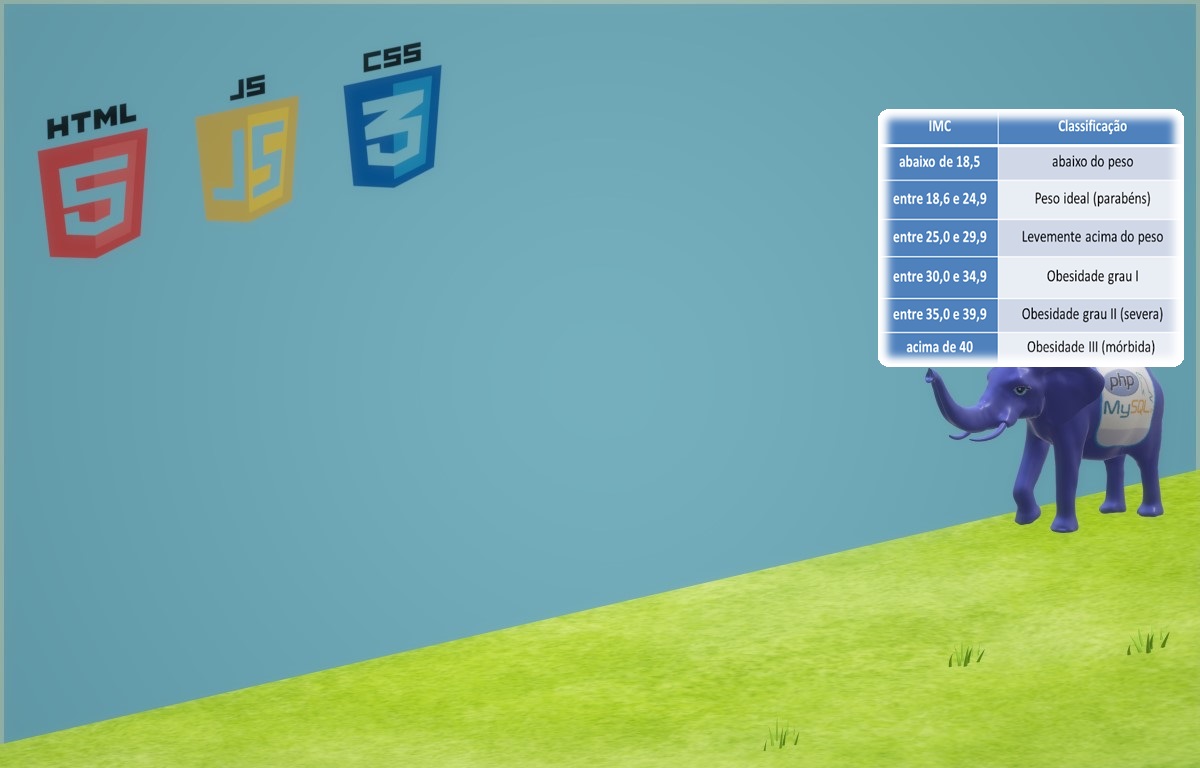 HTML
5
JS
JS
CSS
3
IMC Classificação
abaixo de 18,5 abaixo do peso
entre 18,6 e 24,9 Peso ideal (parabéns)
entre 25,0 e 29,9 Levemente acima do peso
entre 30,0 e 34,9 Obesidade grau I
entre 35,0 e 39,9 Obesidade grau II (severa)
acima de 40 Obesidade III (mórbida)
php
MySQL